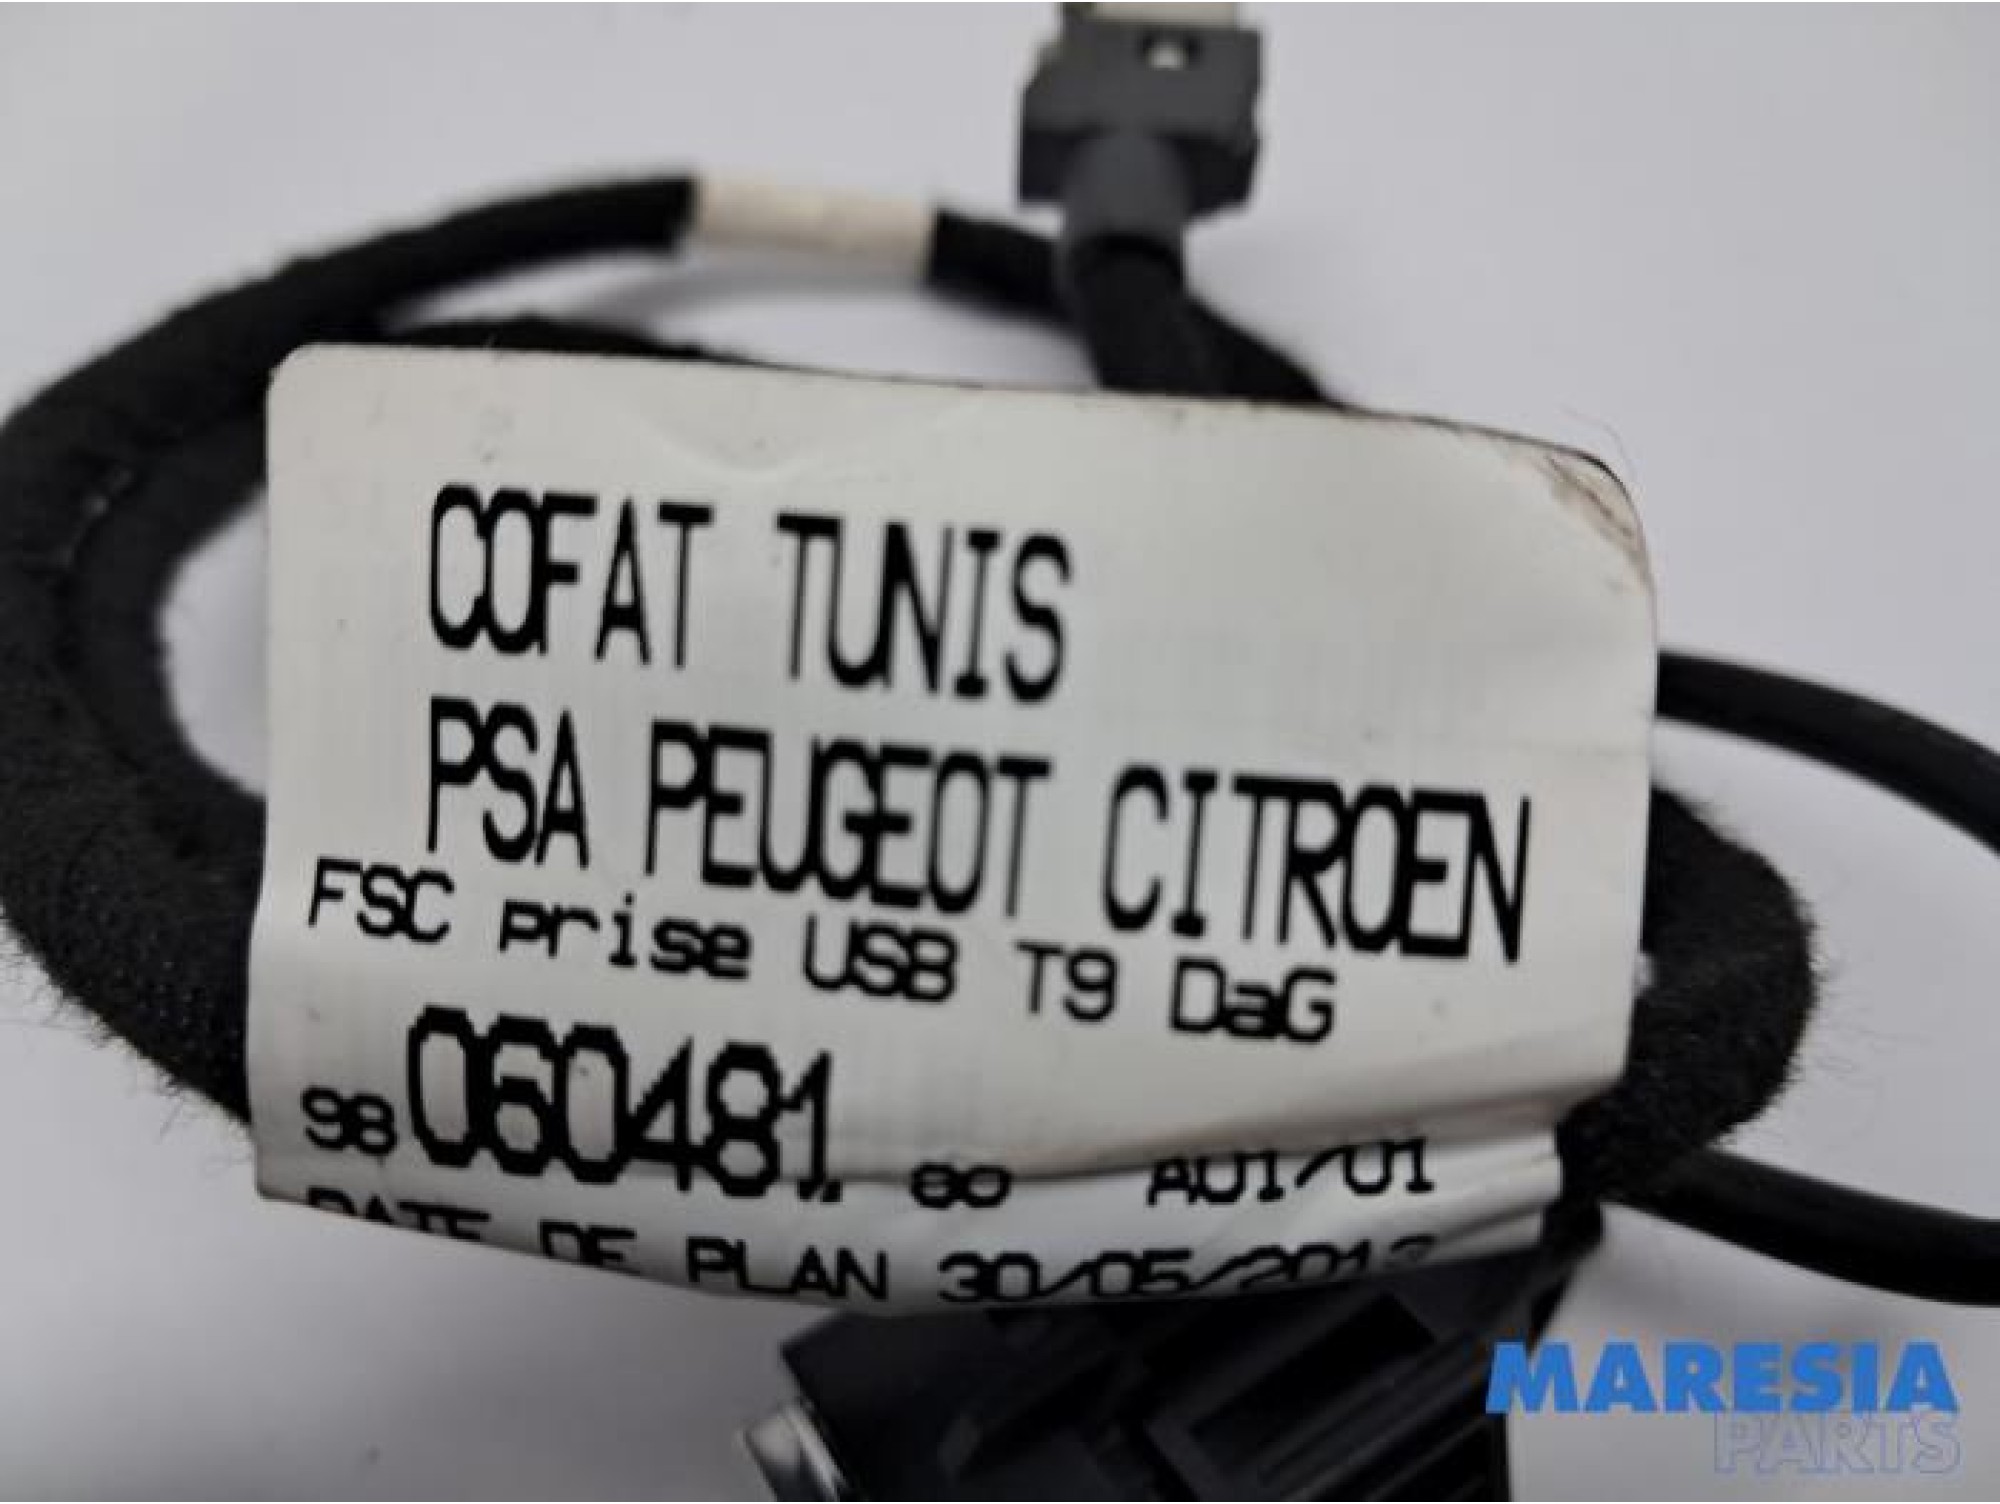 COFAT TUNIS
PSA PEUGEOT CITROEN
FSC prise USB T9 DaG
98 060481 80 A01/01
DATE DE PLAN 30/05/2013
MARESIA
PARTS